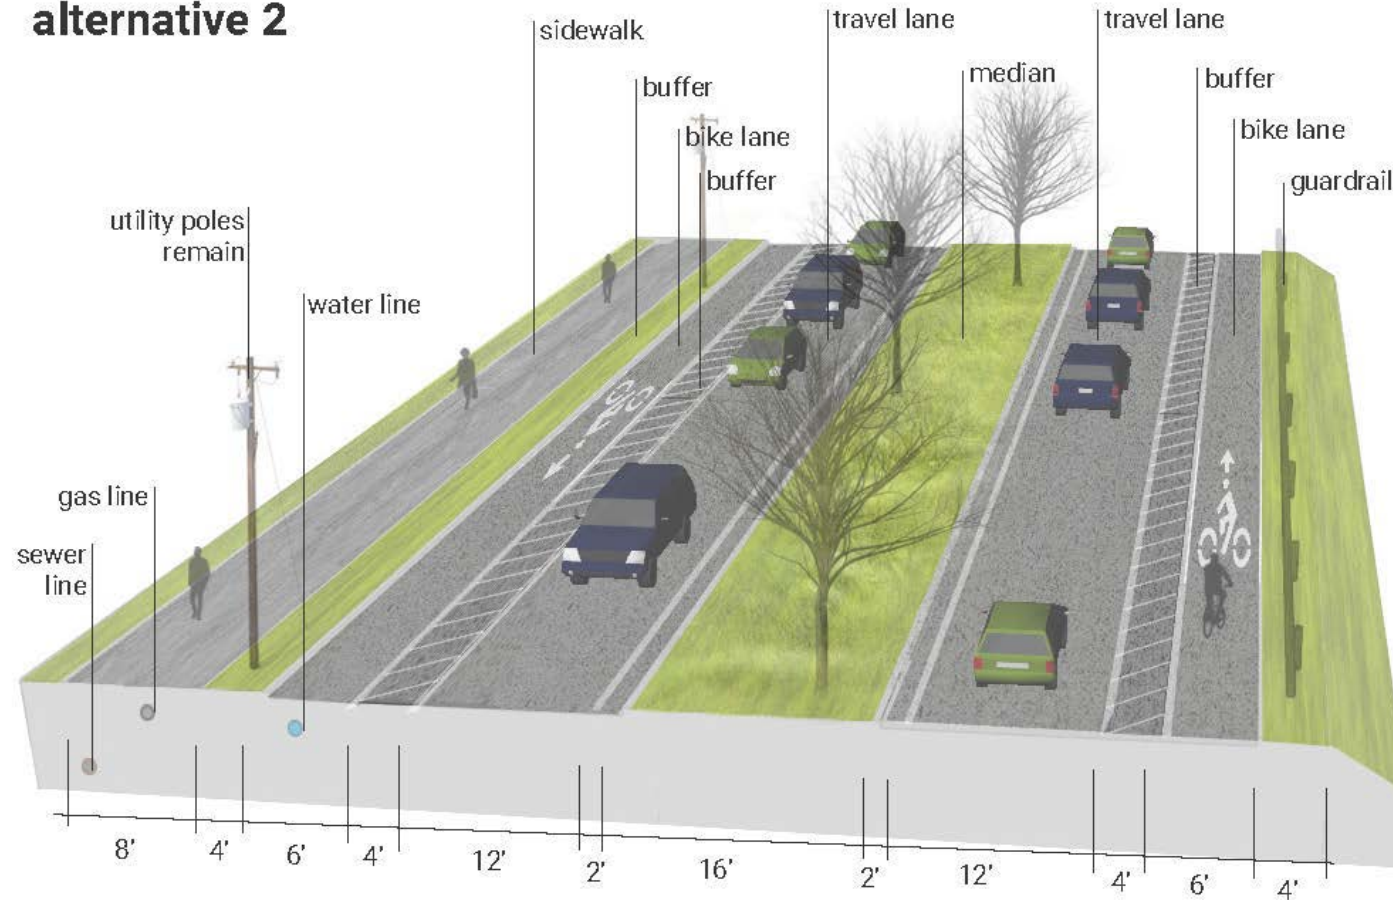 alternative 2
sidewalk
travel lane
travel lane
buffer
median
buffer
bike lane
bike lane
buffer
guardrail
utility poles
remain
water line
gas line
sewer
line
8'
4'
6'
4'
12'
2'
16'
2'
12'
4'
6'
4'